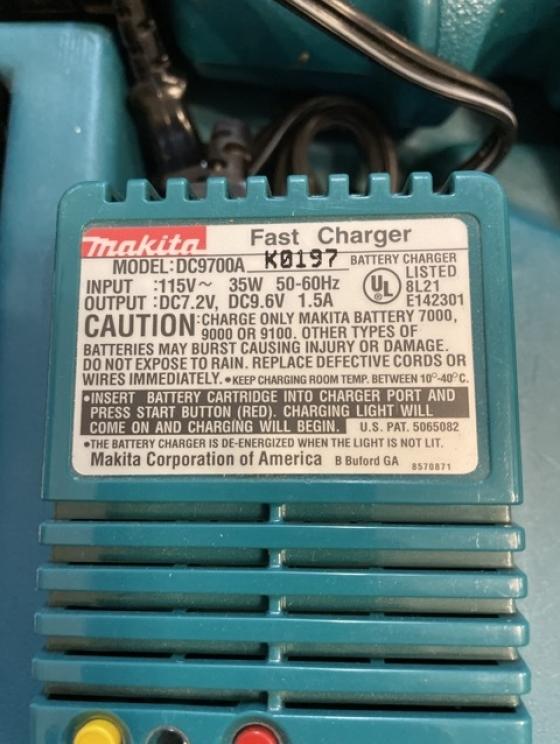 makita Fast Charger
MODEL:DC9700A K0197 BATTERY CHARGER
INPUT :115V~ 35W 50-60Hz UL LISTED
8L21
OUTPUT :DC7.2V, DC9.6V 1.5A E142301
CAUTION:CHARGE ONLY MAKITA BATTERY 7000,
9000 OR 9100. OTHER TYPES OF
BATTERIES MAY BURST CAUSING INJURY OR DAMAGE.
DO NOT EXPOSE TO RAIN. REPLACE DEFECTIVE CORDS OR
WIRES IMMEDIATELY. •KEEP CHARGING ROOM TEMP. BETWEEN 10°-40°C.
•INSERT BATTERY CARTRIDGE INTO CHARGER PORT AND
PRESS START BUTTON (RED). CHARGING LIGHT WILL
COME ON AND CHARGING WILL BEGIN. U.S. PAT. 5065082
•THE BATTERY CHARGER IS DE-ENERGIZED WHEN THE LIGHT IS NOT LIT.
Makita Corporation of America B Buford GA 8570871